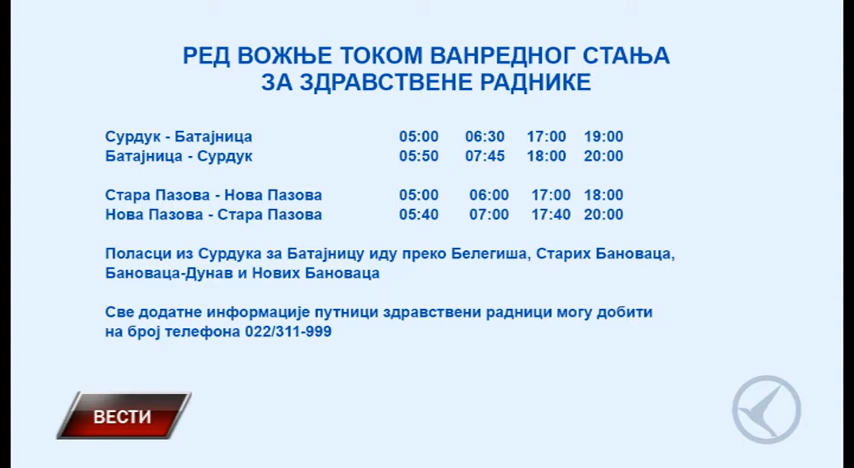 РЕД ВОЖЊЕ ТОКОМ ВАНРЕДНОГ СТАЊА
ЗА ЗДРАВСТВЕНЕ РАДНИКЕ
Сурдук - Батајница 05:00 06:30 17:00 19:00
Батајница - Сурдук 05:50 07:45 18:00 20:00
Стара Пазова - Нова Пазова 05:00 06:00 17:00 18:00
Нова Пазова - Стара Пазова 05:40 07:00 17:40 20:00
Поласци из Сурдука за Батајницу иду преко Белегиша, Старих Бановаца,
Бановаца-Дунав и Нових Бановаца
Све додатне информације путници здравствени радници могу добити
на број телефона 022/311-999
ВЕСТИ